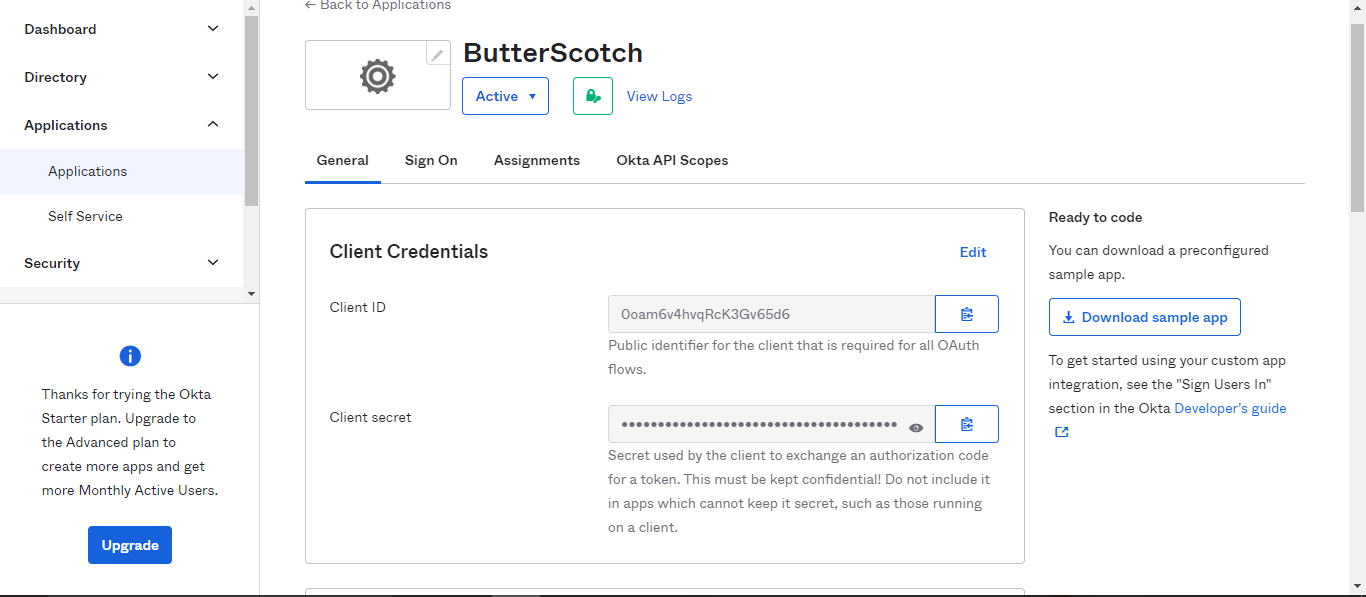 Dashboard
Directory
Applications
Applications
Self Service
Security
Thanks for trying the Okta
Starter plan. Upgrade to
the Advanced plan to
create more apps and get
more Monthly Active Users.
Upgrade
← Back to Applications
ButterScotch
Active
View Logs
General
Sign On
Assignments
Okta API Scopes
Client Credentials
Edit
Client ID
0oam6v4hvqRcK3Gv65d6
Public identifier for the client that is required for all OAuth
flows.
Client secret
••••••••••••••••••••••••••••••••••••••••
Secret used by the client to exchange an authorization code
for a token. This must be kept confidential! Do not include it
in apps which cannot keep it secret, such as those running
on a client.
Ready to code
You can download a preconfigured
sample app.
Download sample app
To get started using your custom app
integration, see the "Sign Users In"
section in the Okta Developer's guide